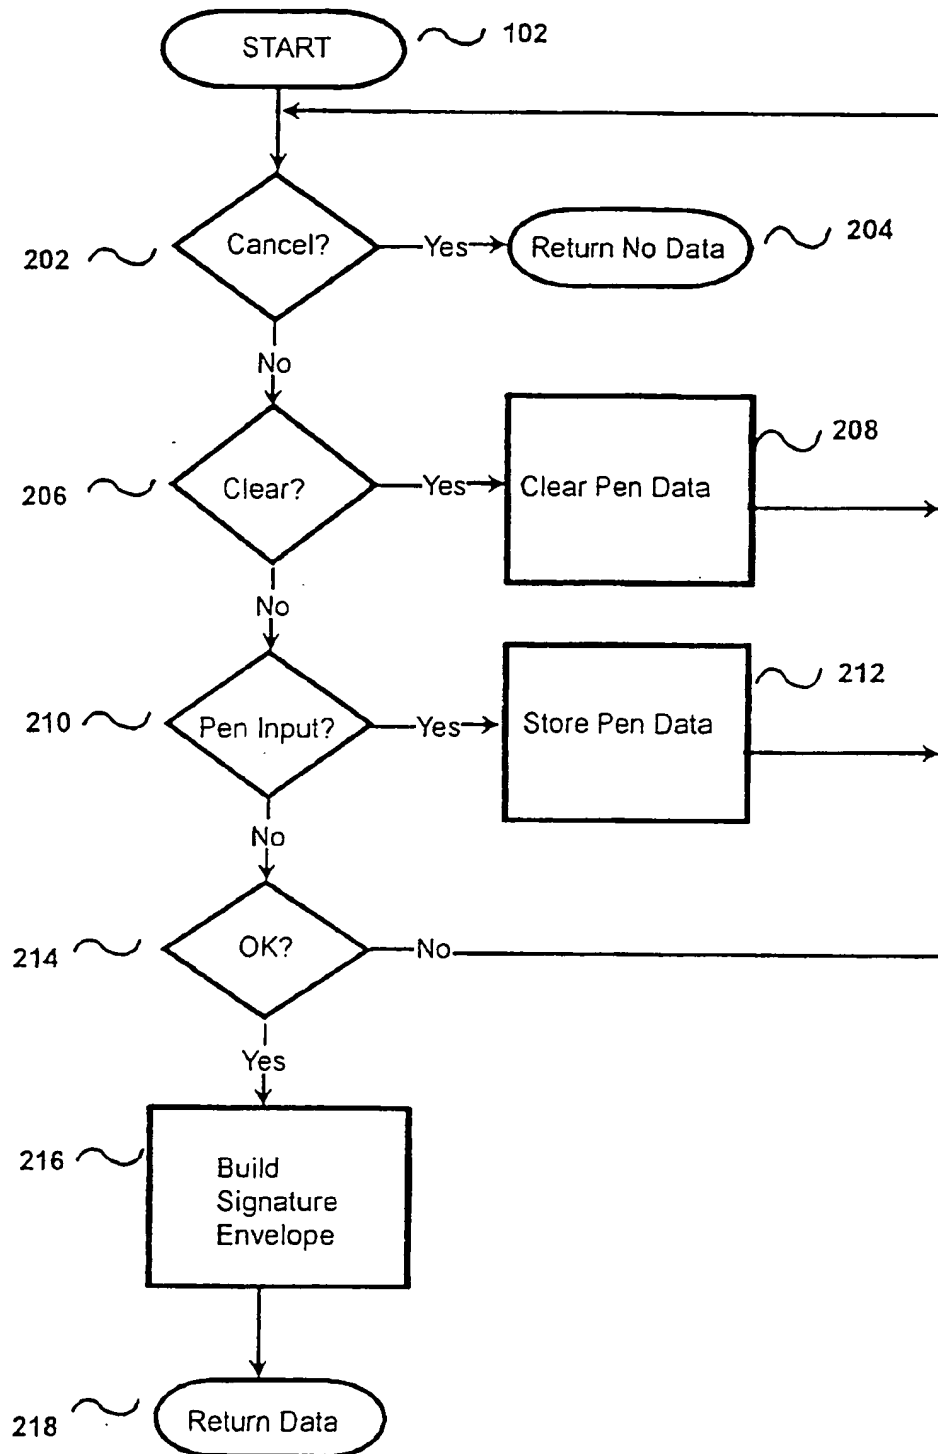 START
102
202
Cancel?
Yes
Return No Data
204
No
206
Clear?
Yes
Clear Pen Data
208
No
210
Pen Input?
Yes
Store Pen Data
212
No
214
OK?
No
Yes
216
Build
Signature
Envelope
218
Return Data